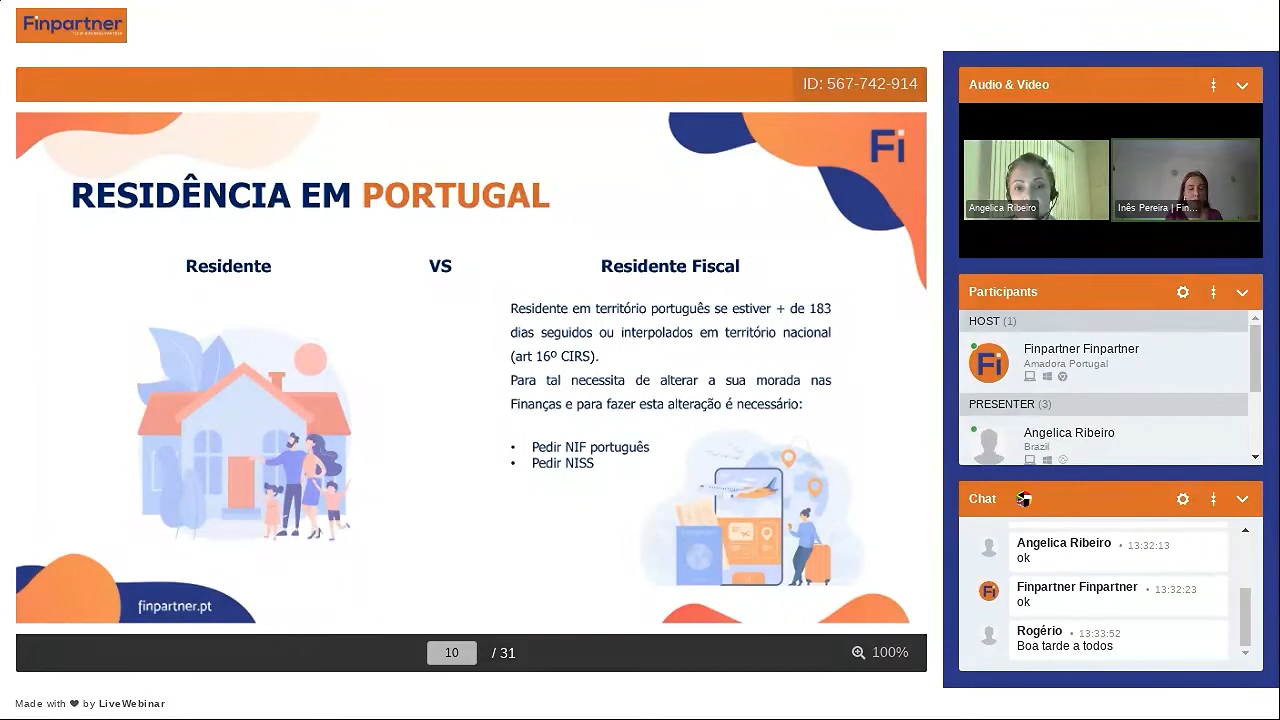 Finpartner
ID: 567-742-914
Fi
RESIDÊNCIA EM PORTUGAL
Residente
VS
Residente Fiscal
Residente em território português se estiver + de 183
dias seguidos ou interpolados em território nacional
(art 16º CIRS).
Para tal necessita de alterar a sua morada nas
Finanças e para fazer esta alteração é necessário:
• Pedir NIF português
• Pedir NISS
finpartner.pt
10 / 31
100%
Made with ❤ by LiveWebinar
Audio & Video
Angelica Ribeiro
Inês Pereira | Fin...
Participants
HOST (1)
Fi
Finpartner Finpartner
Amadora Portugal
PRESENTER (3)
Angelica Ribeiro
Brazil
Chat
Angelica Ribeiro • 13:32:13
ok
Fi
Finpartner Finpartner • 13:32:23
ok
Rogério • 13:33:52
Boa tarde a todos